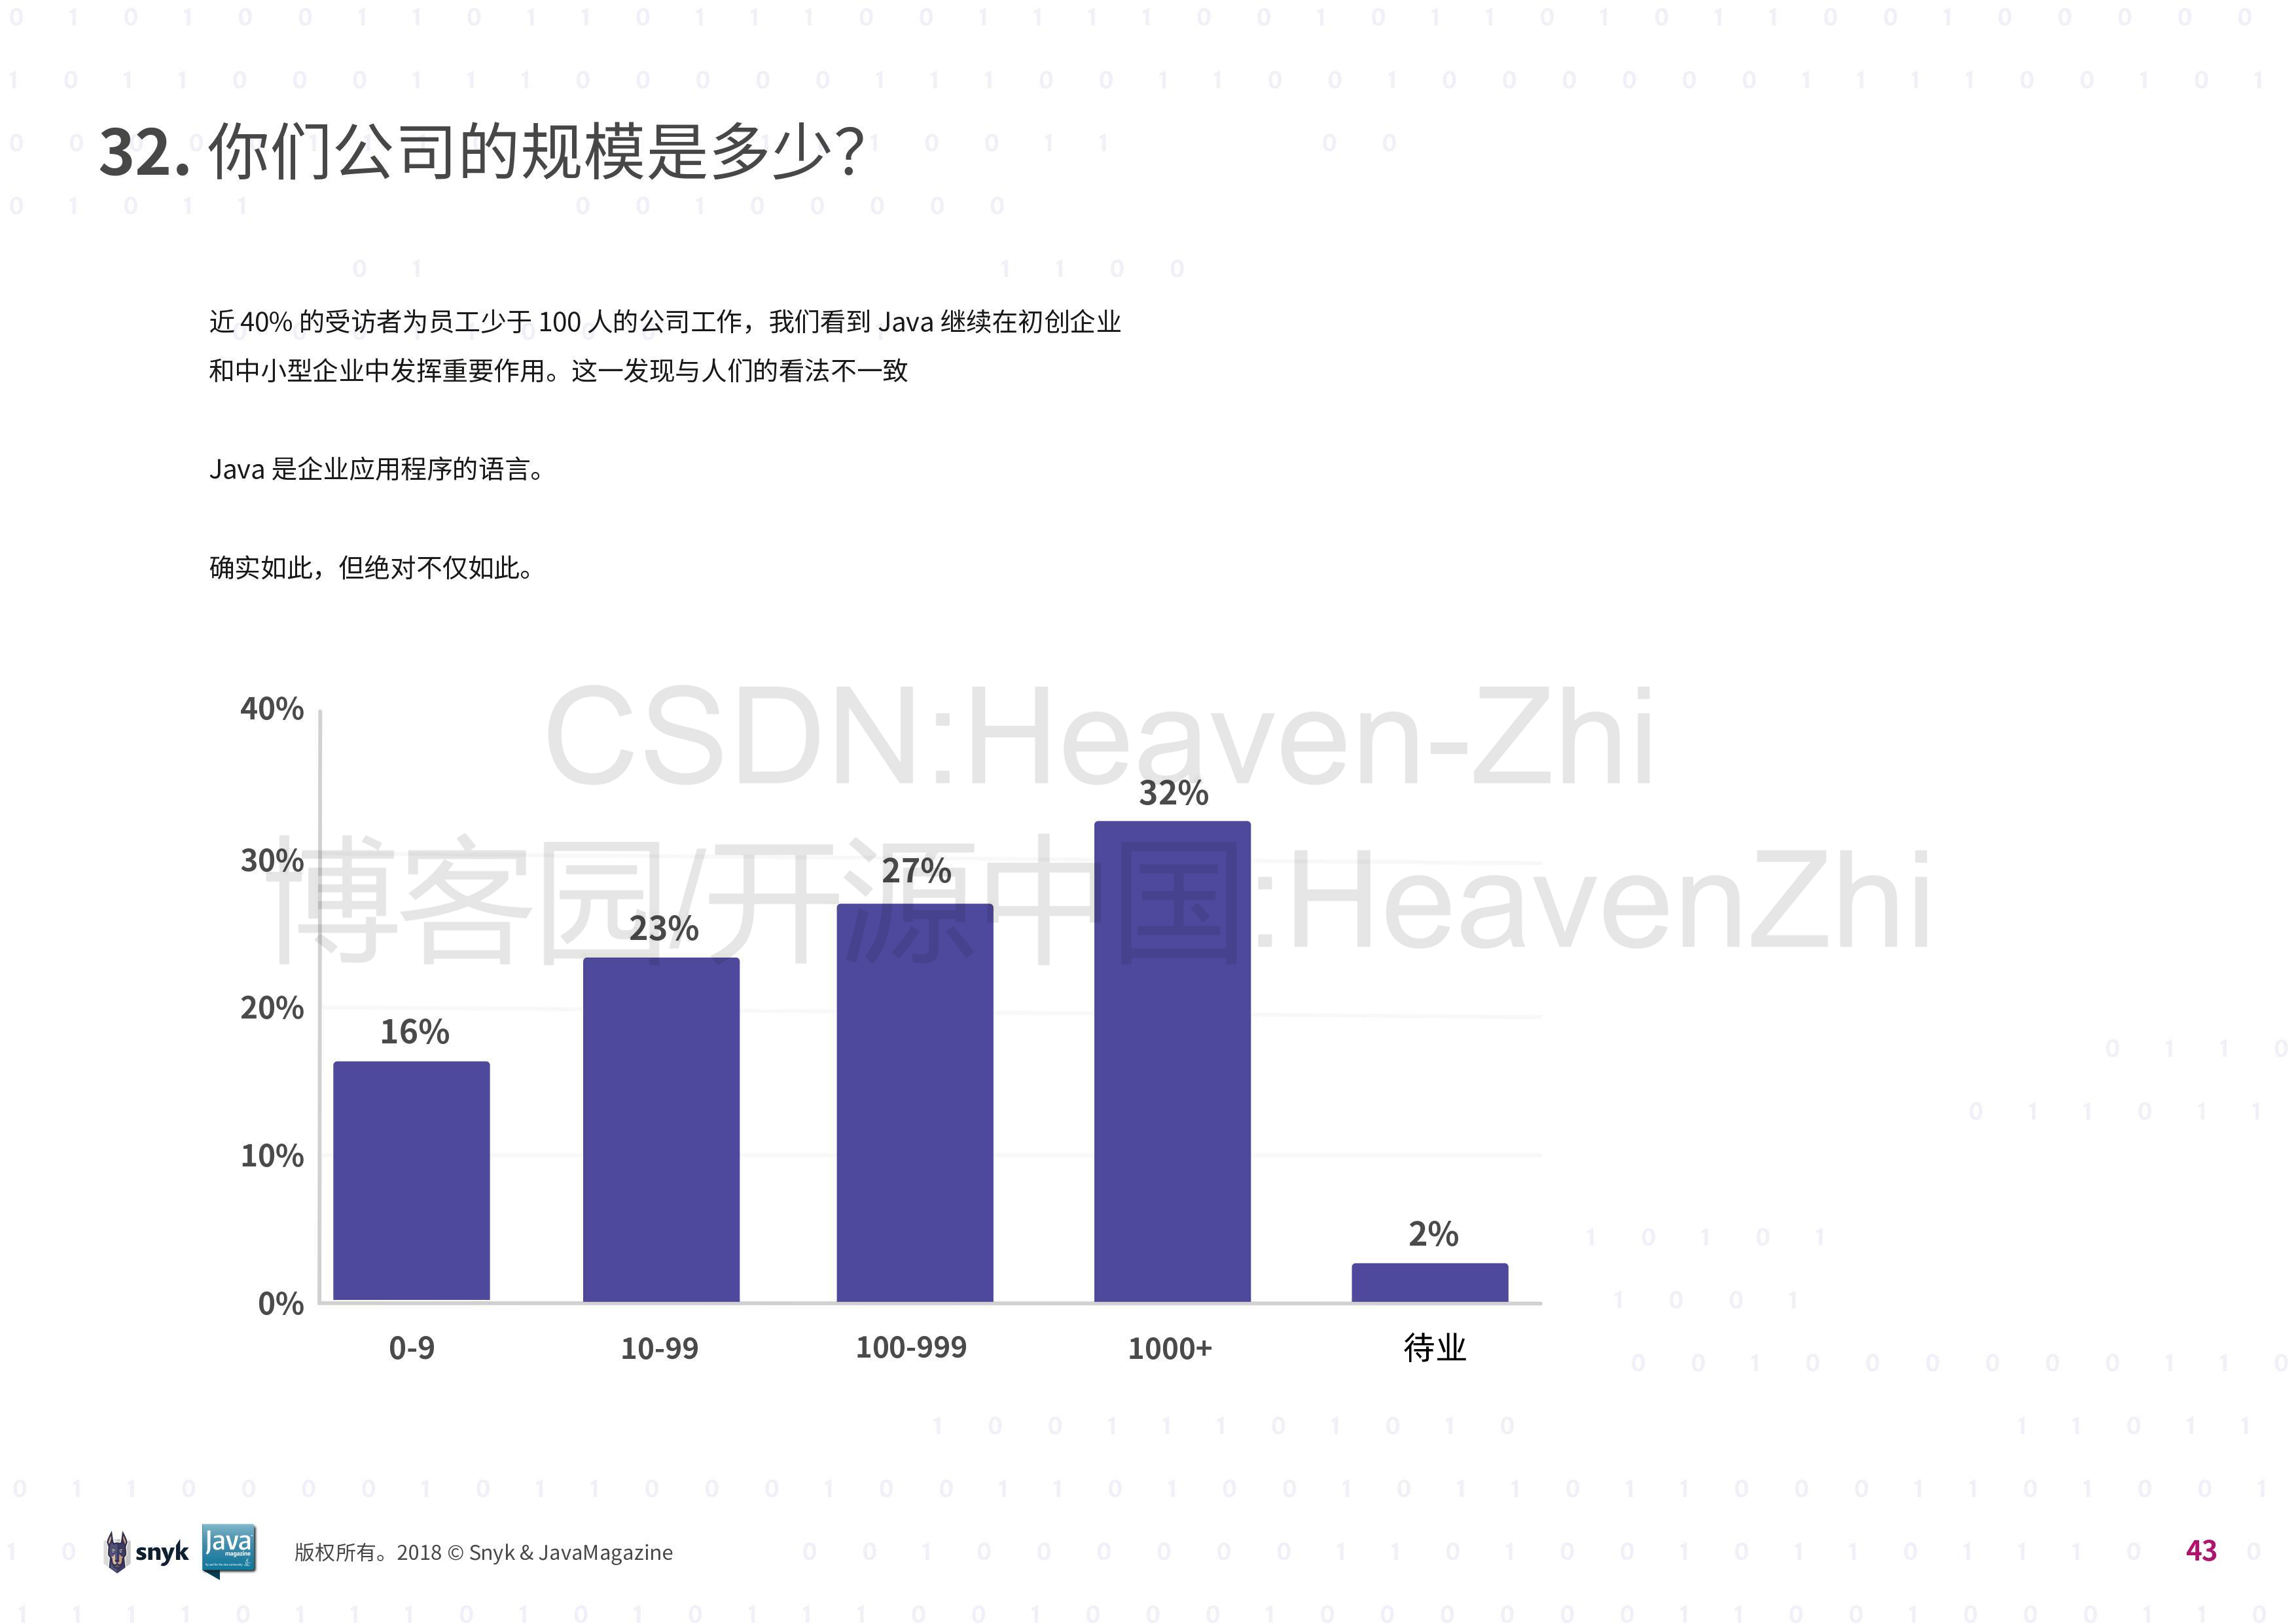 32. 你们公司的规模是多少？
近 40% 的受访者为员工少于 100 人的公司工作，我们看到 Java 继续在初创企业
和中小型企业中发挥重要作用。这一发现与人们的看法不一致
Java 是企业应用程序的语言。
确实如此，但绝对不仅如此。
CSDN:Heaven-Zhi
博客园/开源中国:HeavenZhi
40%
30%
20%
10%
0%
16%
23%
27%
32%
2%
0-9
10-99
100-999
1000+
待业
snyk
Java
magazine
版权所有。2018 © Snyk & JavaMagazine
43